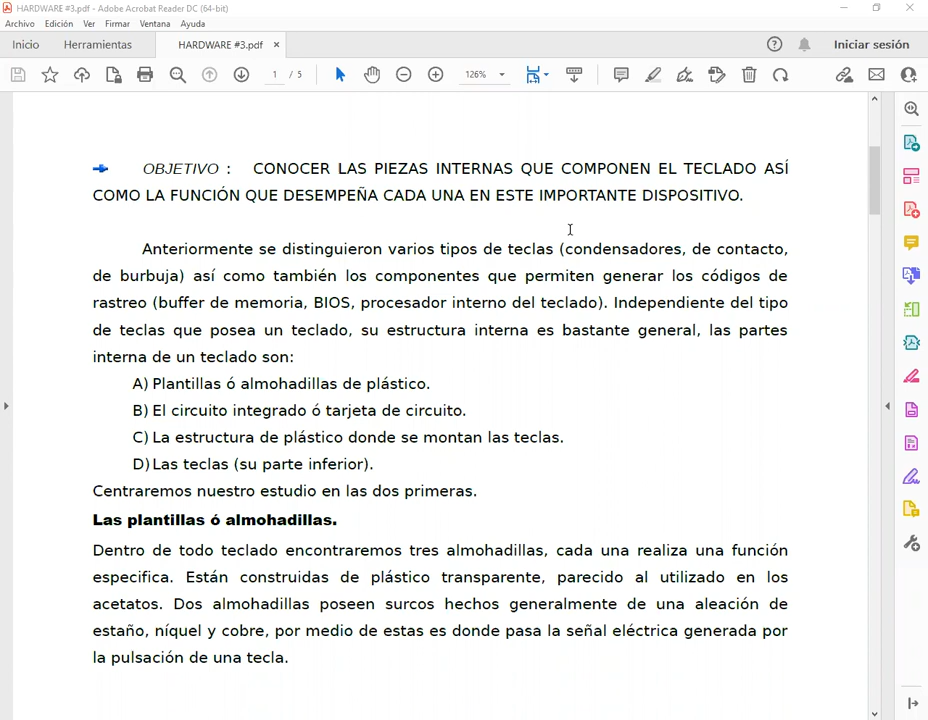 HARDWARE #3.pdf - Adobe Acrobat Reader DC (64-bit)
Archivo Edición Ver Firmar Ventana Ayuda
Inicio Herramientas HARDWARE #3.pdf × Iniciar sesión
1 / 5 126%
OBJETIVO : CONOCER LAS PIEZAS INTERNAS QUE COMPONEN EL TECLADO ASÍ
COMO LA FUNCIÓN QUE DESEMPEÑA CADA UNA EN ESTE IMPORTANTE DISPOSITIVO.
Anteriormente se distinguieron varios tipos de teclas (condensadores, de contacto,
de burbuja) así como también los componentes que permiten generar los códigos de
rastreo (buffer de memoria, BIOS, procesador interno del teclado). Independiente del tipo
de teclas que posea un teclado, su estructura interna es bastante general, las partes
interna de un teclado son:
A) Plantillas ó almohadillas de plástico.
B) El circuito integrado ó tarjeta de circuito.
C) La estructura de plástico donde se montan las teclas.
D) Las teclas (su parte inferior).
Centraremos nuestro estudio en las dos primeras.
Las plantillas ó almohadillas.
Dentro de todo teclado encontraremos tres almohadillas, cada una realiza una función
especifica. Están construidas de plástico transparente, parecido al utilizado en los
acetatos. Dos almohadillas poseen surcos hechos generalmente de una aleación de
estaño, níquel y cobre, por medio de estas es donde pasa la señal eléctrica generada por
la pulsación de una tecla.